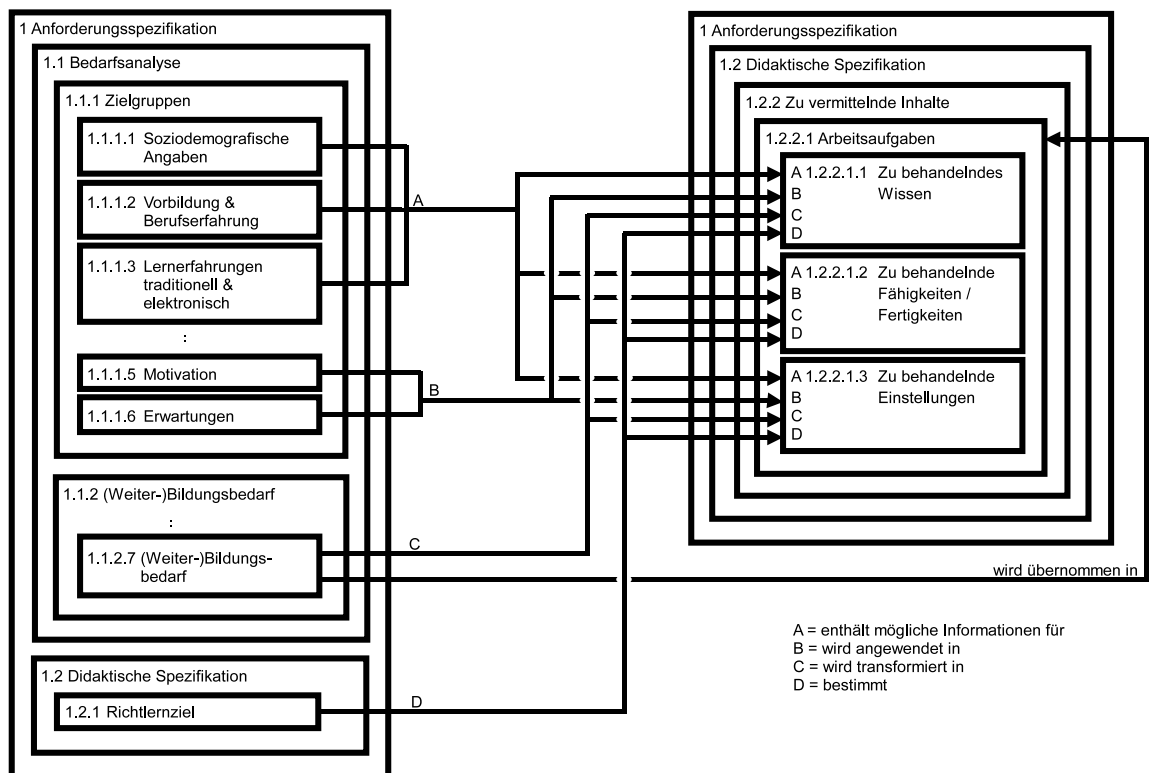 1 Anforderungsspezifikation
1.1 Bedarfsanalyse
1.1.1 Zielgruppen
1.1.1.1 Soziodemografische
Angaben
1.1.1.2 Vorbildung &
Berufserfahrung
1.1.1.3 Lernerfahrungen
traditionell &
elektronisch
:
1.1.1.5 Motivation
1.1.1.6 Erwartungen
1.1.2 (Weiter-)Bildungsbedarf
:
1.1.2.7 (Weiter-)Bildungs-
bedarf
1.2 Didaktische Spezifikation
1.2.1 Richtlernziel
A
B
C
D
1 Anforderungsspezifikation
1.2 Didaktische Spezifikation
1.2.2 Zu vermittelnde Inhalte
1.2.2.1 Arbeitsaufgaben
A 1.2.2.1.1 Zu behandelndes
B Wissen
C
D
A 1.2.2.1.2 Zu behandelnde
B Fähigkeiten /
C Fertigkeiten
D
A 1.2.2.1.3 Zu behandelnde
B Einstellungen
C
D
wird übernommen in
A = enthält mögliche Informationen für
B = wird angewendet in
C = wird transformiert in
D = bestimmt